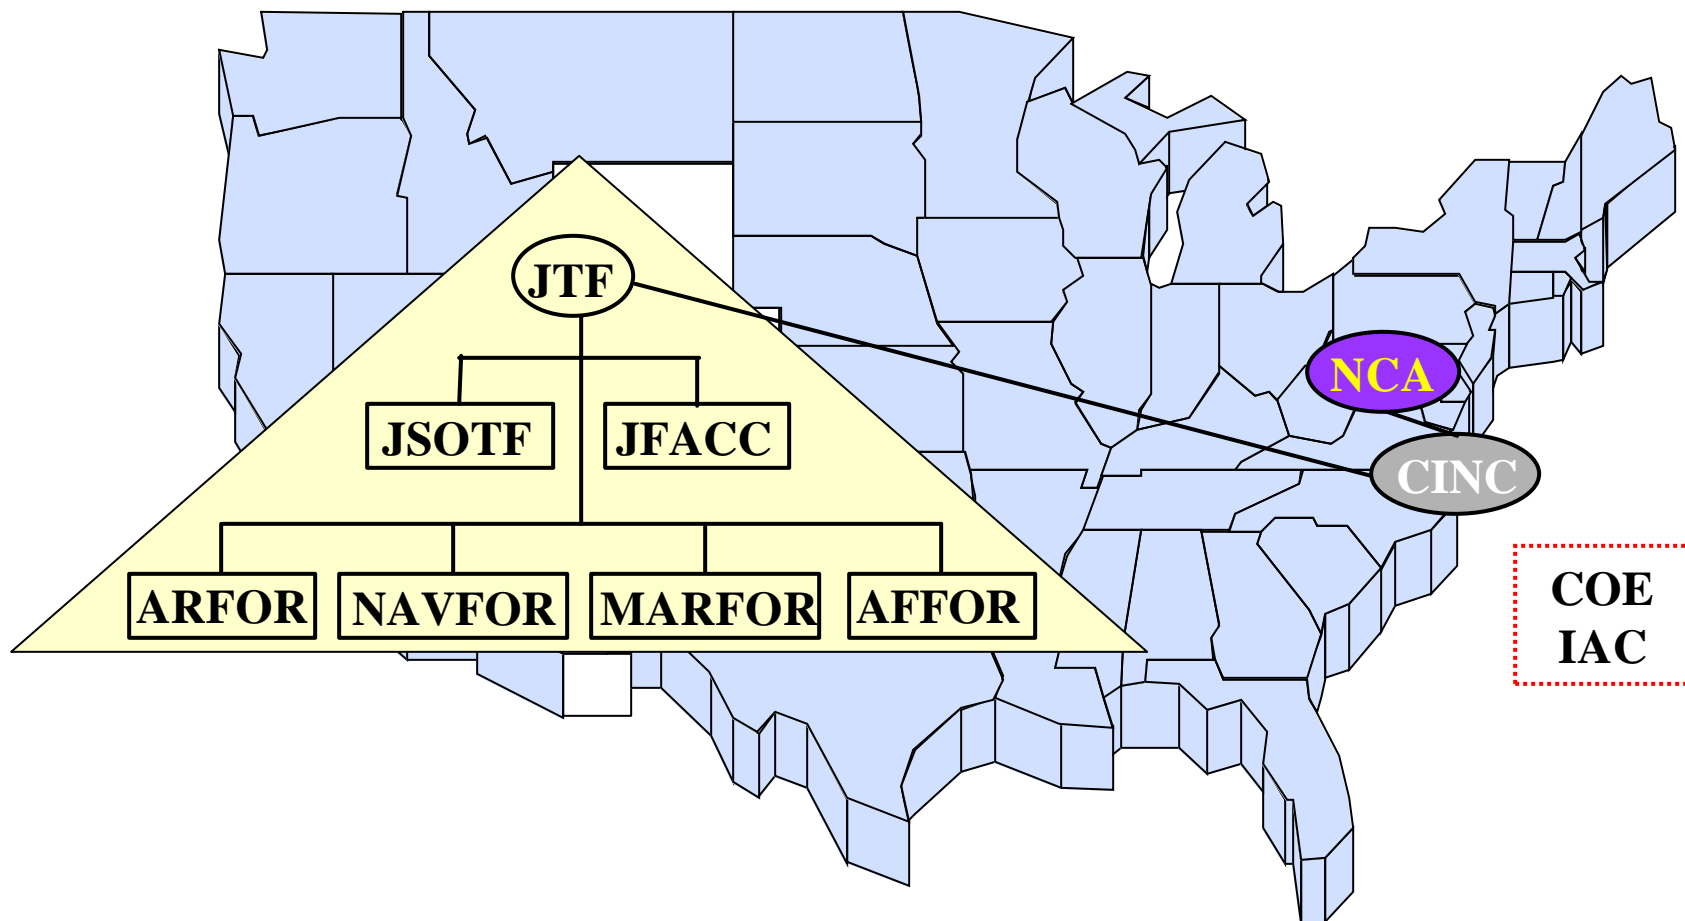 JTF
NCA
JSOTF
JFACC
CINC
ARFOR
NAVFOR
MARFOR
AFFOR
COE
IAC